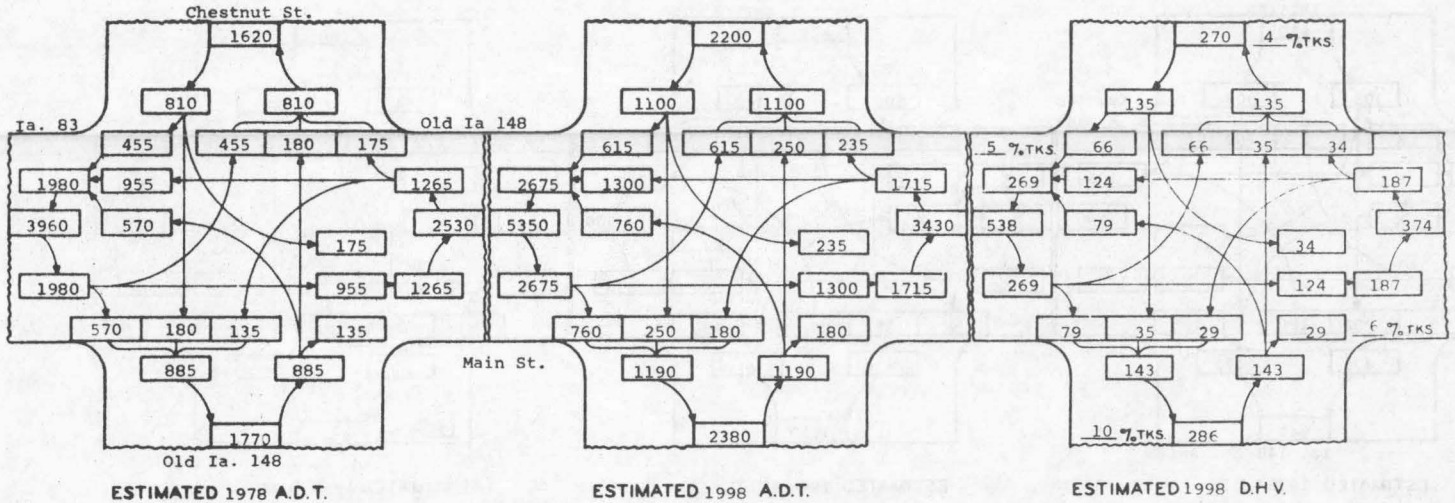 Chestnut St.
1620
2200
270 4 %TKS
810 810
1100 1100
135 135
Ia. 83
Old Ia 148
455 455 180 175
615 615 250 235
5 %TKS 66 66 35 34
1980 955 1265
2675 1300 1715
269 124 187
3960 570 2530
5350 760 3430
538 79 374
175
235
34
1980 955 1265
2675 1300 1715
269 124 187
570 180 135 135
760 250 180 180
79 35 29 29 6 %TKS
Main St.
885 885
1190 1190
143 143
1770
2380
10 %TKS 286
Old Ia. 148
ESTIMATED 1978 A.D.T.
ESTIMATED 1998 A.D.T.
ESTIMATED 1998 D.H.V.